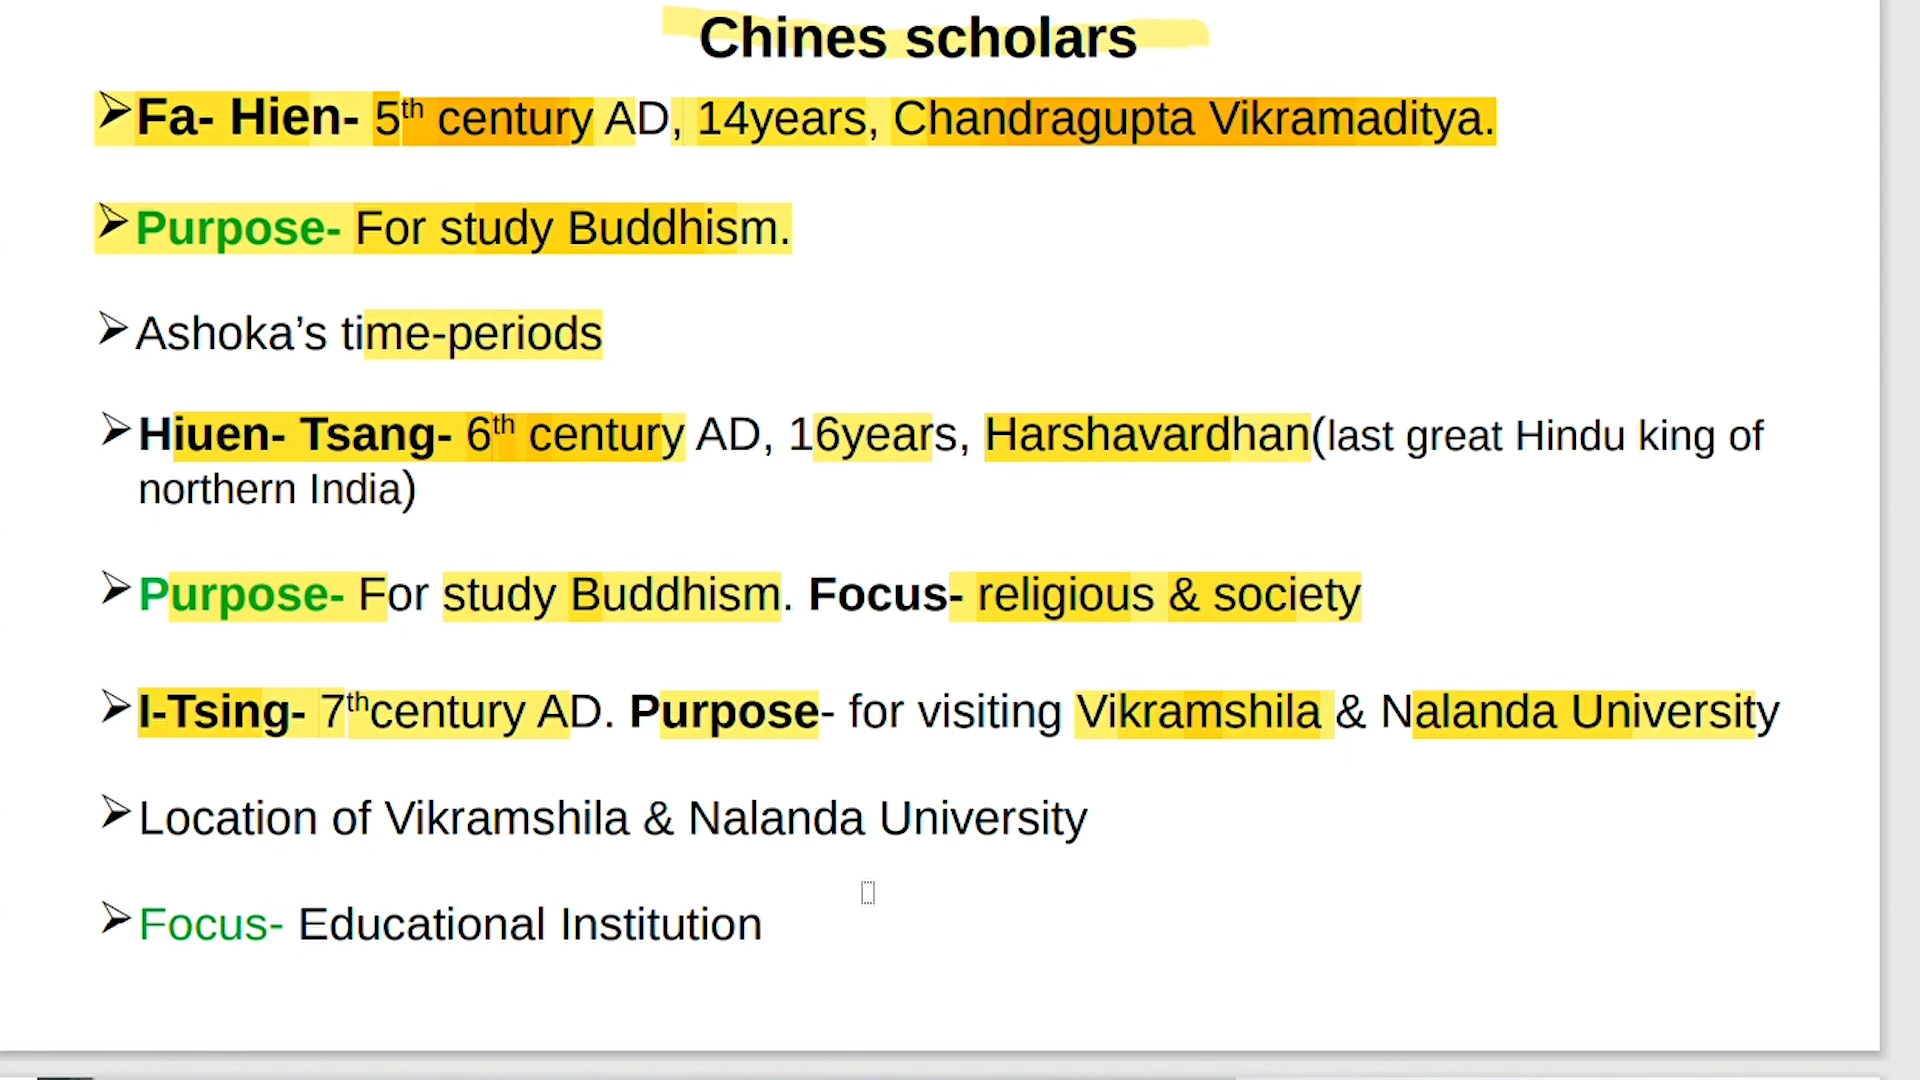 Chines scholars
➢Fa- Hien- 5th century AD, 14years, Chandragupta Vikramaditya.
➢Purpose- For study Buddhism.
➢Ashoka’s time-periods
➢Hiuen- Tsang- 6th century AD, 16years, Harshavardhan(last great Hindu king of
northern India)
➢Purpose- For study Buddhism. Focus- religious & society
➢I-Tsing- 7thcentury AD. Purpose- for visiting Vikramshila & Nalanda University
➢Location of Vikramshila & Nalanda University
➢Focus- Educational Institution